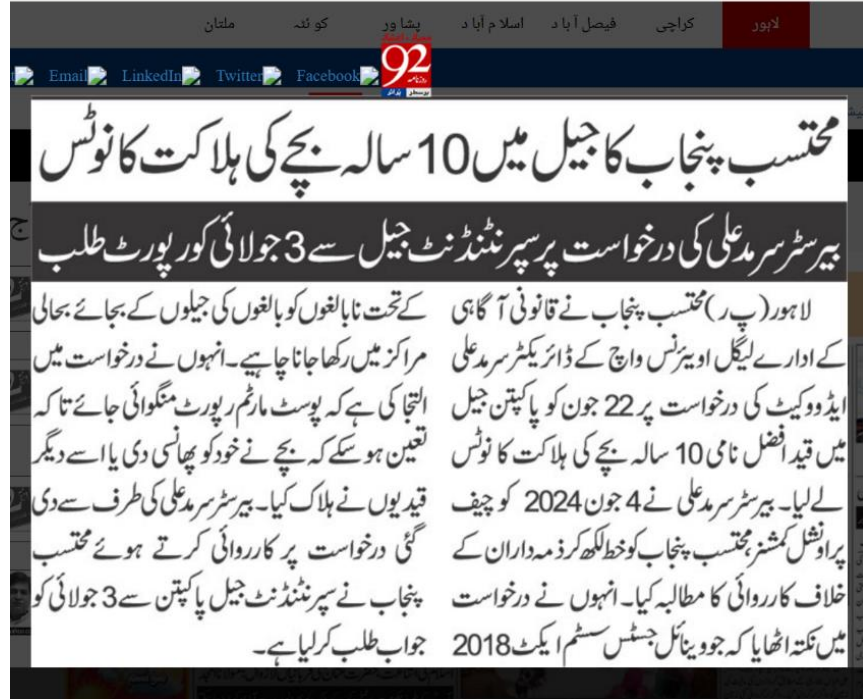 لاہور کراچی فیصل آباد اسلام آباد پشاور کوئٹہ ملتان
92
روزنامہ
Email LinkedIn Twitter Facebook
محتسب پنجاب کا جیل میں 10 سالہ بچے کی ہلاکت کا نوٹس
بیرسٹر سرمد علی کی درخواست پر سپرنٹنڈنٹ جیل سے 3 جولائی کو رپورٹ طلب
لاہور (پ ر) محتسب پنجاب نے قانونی آگاہی
کے ادارے لیگل اویئرنس واچ کے ڈائریکٹر سرمد علی
ایڈووکیٹ کی درخواست پر 22 جون کو پاکپتن جیل
میں قید افضل نامی 10 سالہ بچے کی ہلاکت کا نوٹس
لے لیا۔ بیرسٹر سرمد علی نے 4 جون 2024 کو چیف
پراونشل کمشنر محتسب پنجاب کو خط لکھ کر ذمہ داران کے
خلاف کارروائی کا مطالبہ کیا۔ انہوں نے درخواست
میں نکتہ اٹھایا کہ جووینائل جسٹس سسٹم ایکٹ 2018
کے تحت نابالغوں کو بالغوں کی جیلوں کے بجائے بحالی
مراکز میں رکھا جانا چاہیے۔ انہوں نے درخواست میں
التجا کی ہے کہ پوسٹ مارٹم رپورٹ منگوائی جائے تا کہ
تعین ہو سکے کہ بچے نے خود کو پھانسی دی یا اسے دیگر
قیدیوں نے ہلاک کیا۔ بیرسٹر سرمد علی کی طرف سے دی
گئی درخواست پر کارروائی کرتے ہوئے محتسب
پنجاب نے سپرنٹنڈنٹ جیل پاکپتن سے 3 جولائی کو
جواب طلب کر لیا ہے۔